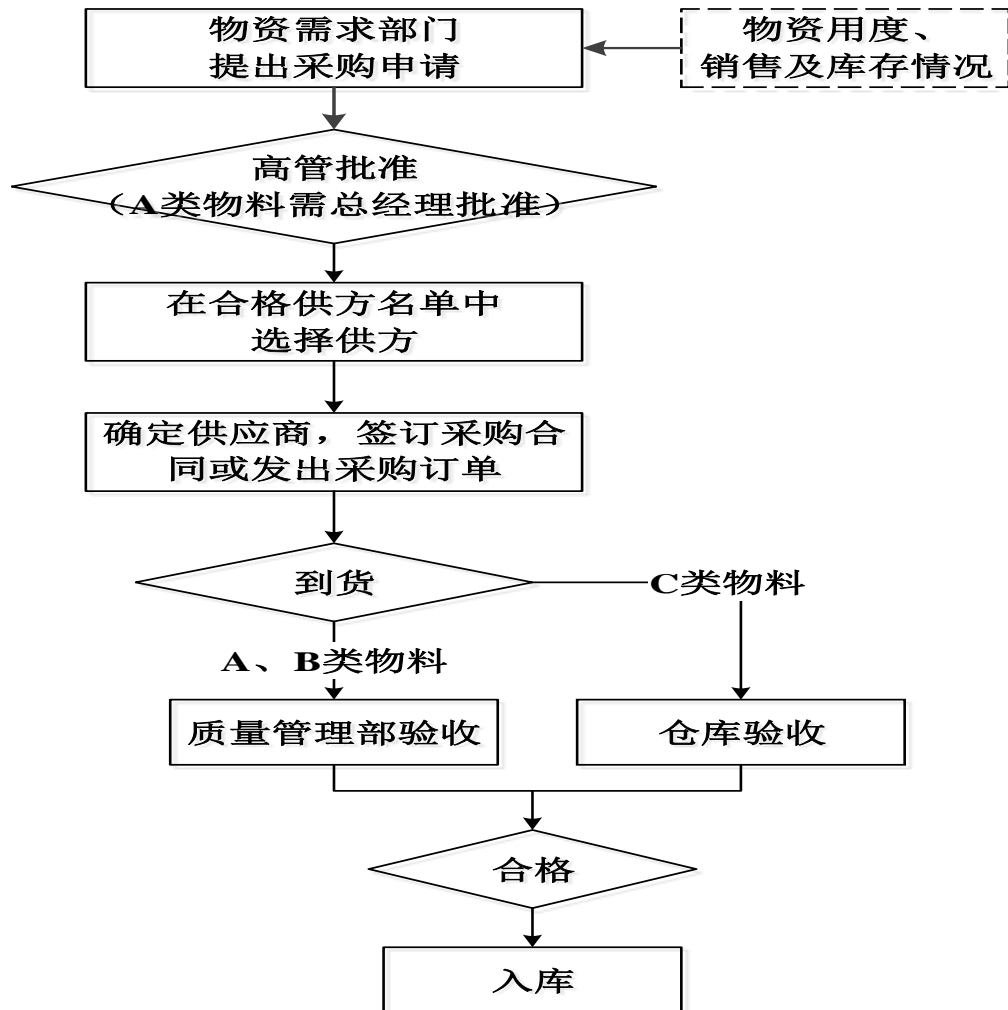 物资需求部门
提出采购申请
物资用度、
销售及库存情况
高管批准
（A类物料需总经理批准）
在合格供方名单中
选择供方
确定供应商，签订采购合
同或发出采购订单
到货
C类物料
A、B类物料
质量管理部验收
仓库验收
合格
入库